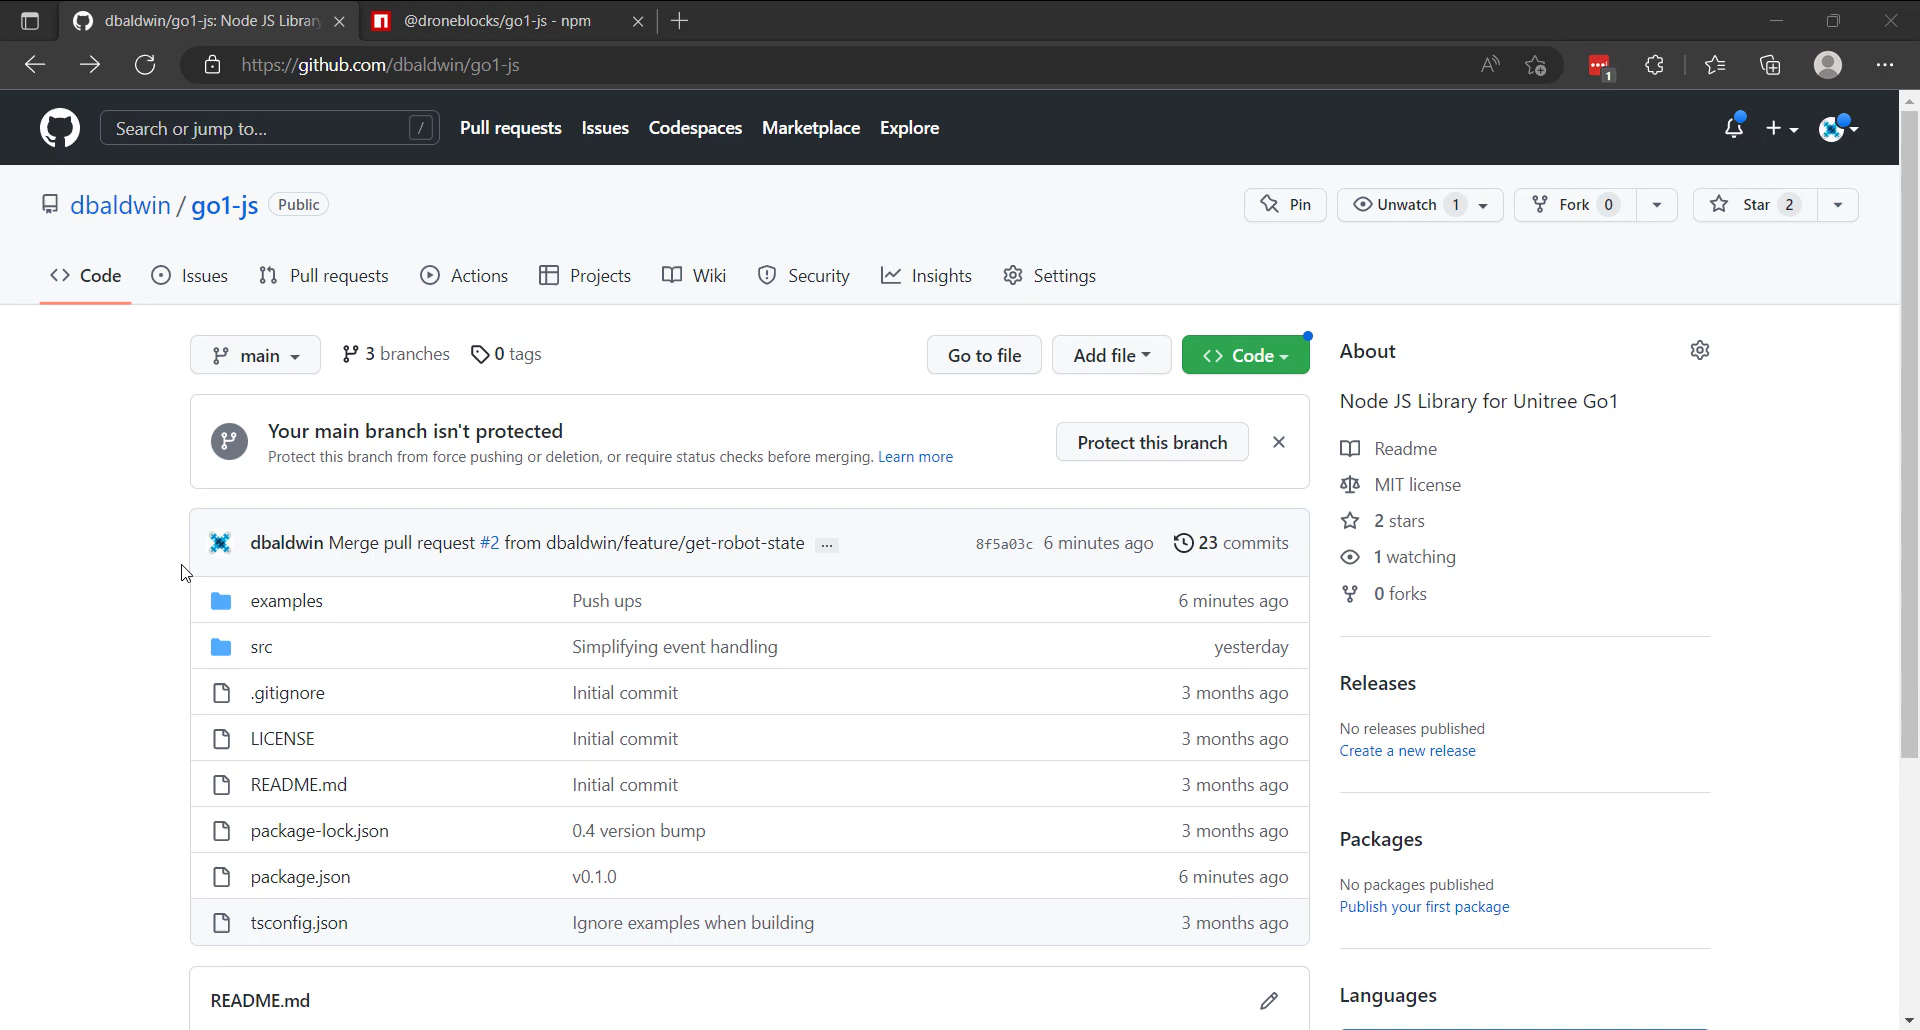 dbaldwin/go1-js: Node JS Library
@droneblocks/go1-js - npm
https://github.com/dbaldwin/go1-js
1
Search or jump to... /
Pull requests Issues Codespaces Marketplace Explore
dbaldwin / go1-js Public
Pin
Unwatch 1
Fork 0
Star 2
Code Issues Pull requests Actions Projects Wiki Security Insights Settings
main 3 branches 0 tags
Go to file Add file Code
Your main branch isn't protected
Protect this branch from force pushing or deletion, or require status checks before merging. Learn more
Protect this branch
dbaldwin Merge pull request #2 from dbaldwin/feature/get-robot-state ... 8f5a03c 6 minutes ago 23 commits
examples Push ups 6 minutes ago
src Simplifying event handling yesterday
.gitignore Initial commit 3 months ago
LICENSE Initial commit 3 months ago
README.md Initial commit 3 months ago
package-lock.json 0.4 version bump 3 months ago
package.json v0.1.0 6 minutes ago
tsconfig.json Ignore examples when building 3 months ago
README.md
About
Node JS Library for Unitree Go1
Readme
MIT license
2 stars
1 watching
0 forks
Releases
No releases published
Create a new release
Packages
No packages published
Publish your first package
Languages